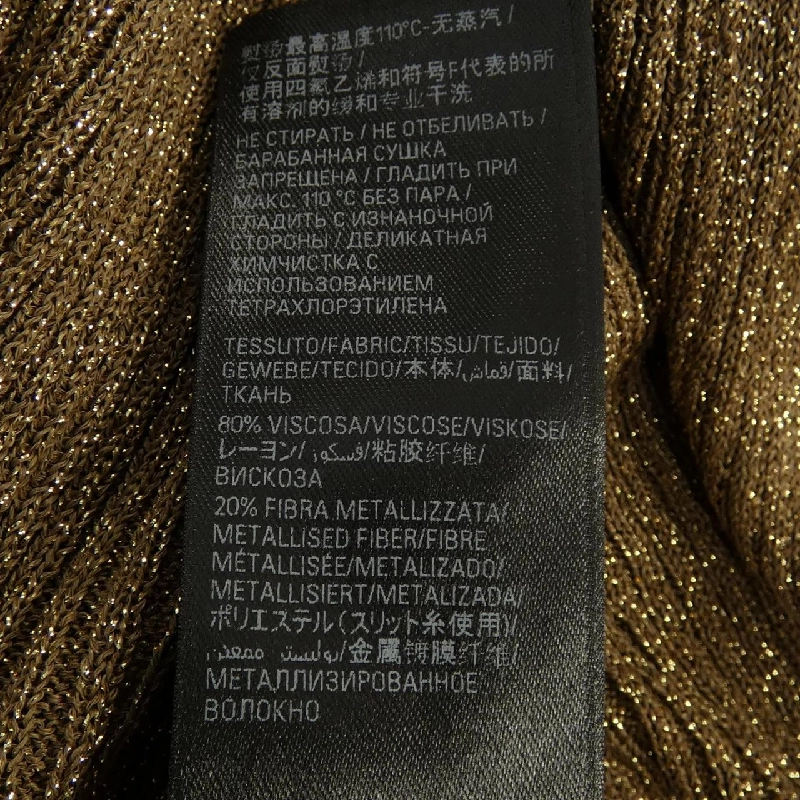 熨烫最高温度110°C-无蒸汽/
仅反面熨烫/
使用四氯乙烯和符号F代表的所
有溶剂的缓和专业干洗
НЕ СТИРАТЬ / НЕ ОТБЕЛИВАТЬ /
БАРАБАННАЯ СУШКА
ЗАПРЕЩЕНА / ГЛАДИТЬ ПРИ
МАКС. 110 °С БЕЗ ПАРА /
ГЛАДИТЬ С ИЗНАНОЧНОЙ
СТОРОНЫ / ДЕЛИКАТНАЯ
ХИМЧИСТКА С
ИСПОЛЬЗОВАНИЕМ
ТЕТРАХЛОРЭТИЛЕНА
TESSUTO/FABRIC/TISSU/TEJIDO/
GEWEBE/TECIDO/本体/قماش/面料/
ТКАНЬ
80% VISCOSA/VISCOSE/VISKOSE/
レーヨン/فسكوز/粘胶纤维/
ВИСКОЗА
20% FIBRA METALLIZZATA/
METALLISED FIBER/FIBRE
MÉTALLISÉE/METALIZADO/
METALLISIERT/METALIZADA/
ポリエステル(スリット糸使用)/
بوليستر ممعدن/金属镀膜纤维/
МЕТАЛЛИЗИРОВАННОЕ
ВОЛОКНО